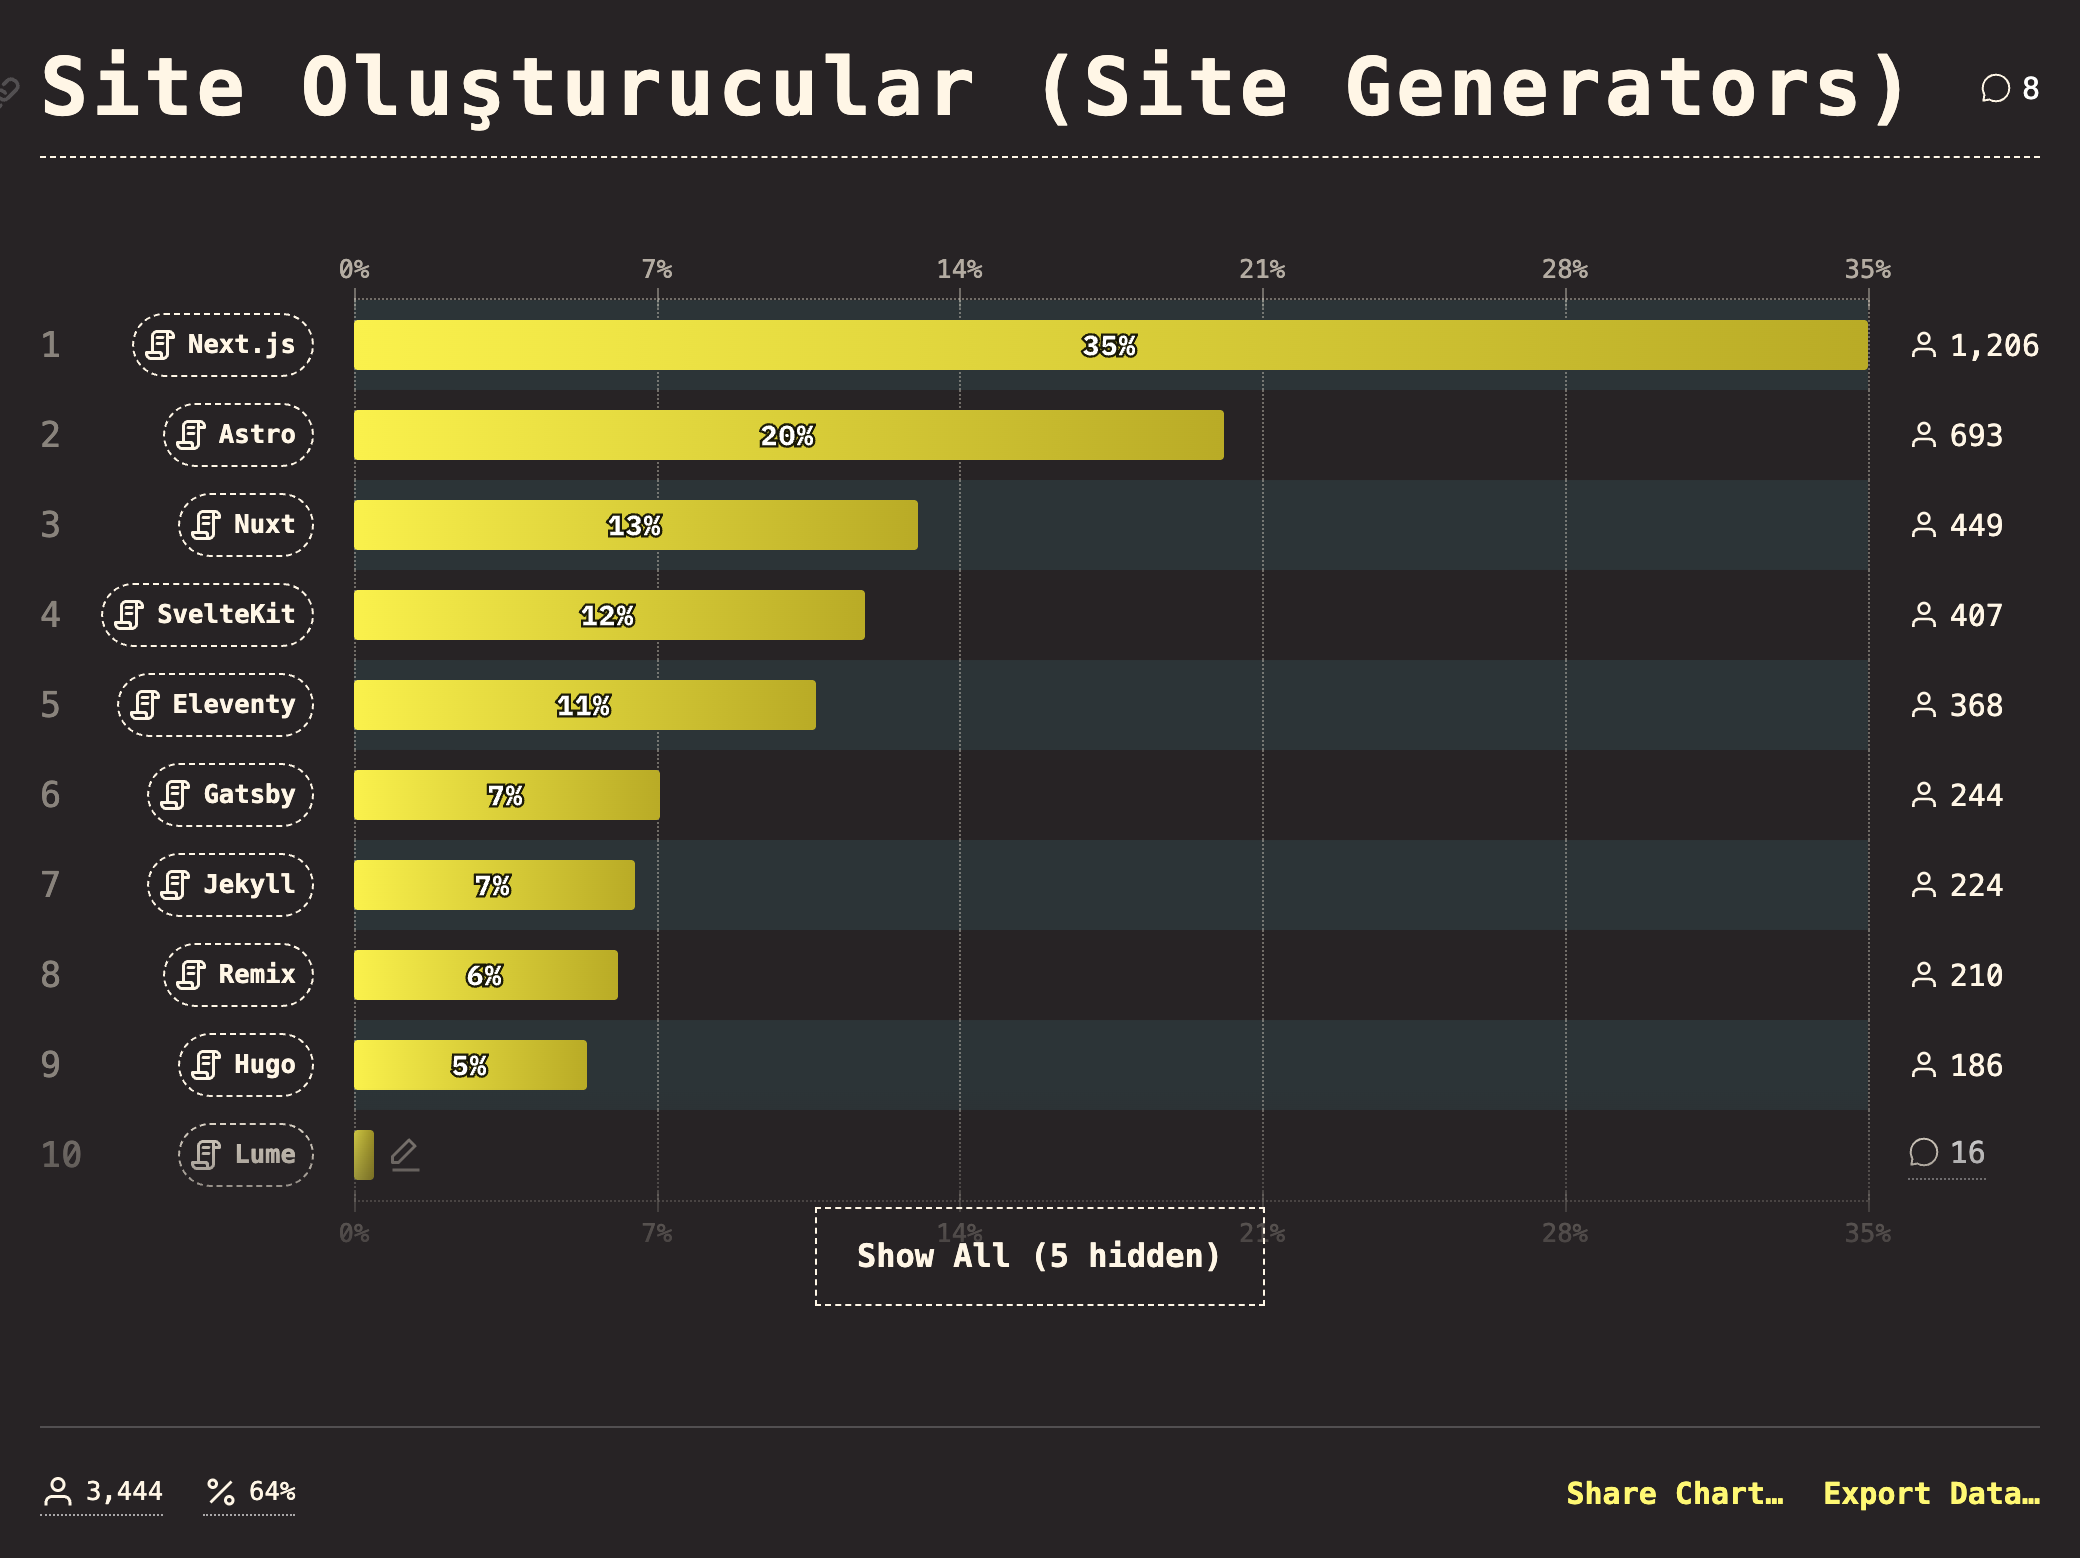 Site Oluşturucular (Site Generators) 8
0% 7% 14% 21% 28% 35%
1 Next.js 35% 1,206
2 Astro 20% 693
3 Nuxt 13% 449
4 SvelteKit 12% 407
5 Eleventy 11% 368
6 Gatsby 7% 244
7 Jekyll 7% 224
8 Remix 6% 210
9 Hugo 5% 186
10 Lume 16
0% 7% 14% 21% 28% 35%
Show All (5 hidden)
3,444 64% Share Chart… Export Data…